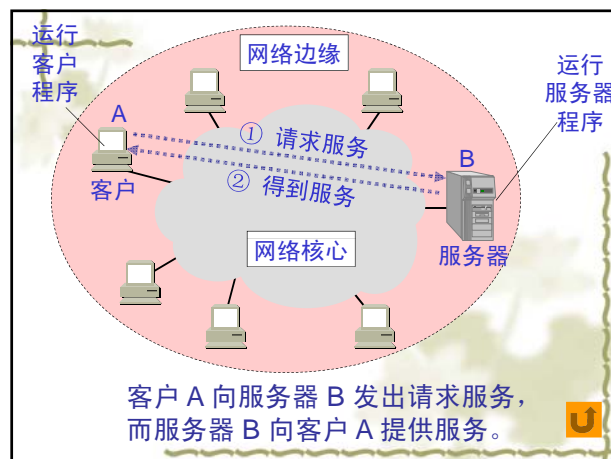 运行
客户
程序
网络边缘
运行
服务器
程序
A
① 请求服务
B
② 得到服务
客户
网络核心
服务器
客户 A 向服务器 B 发出请求服务，
而服务器 B 向客户 A 提供服务。